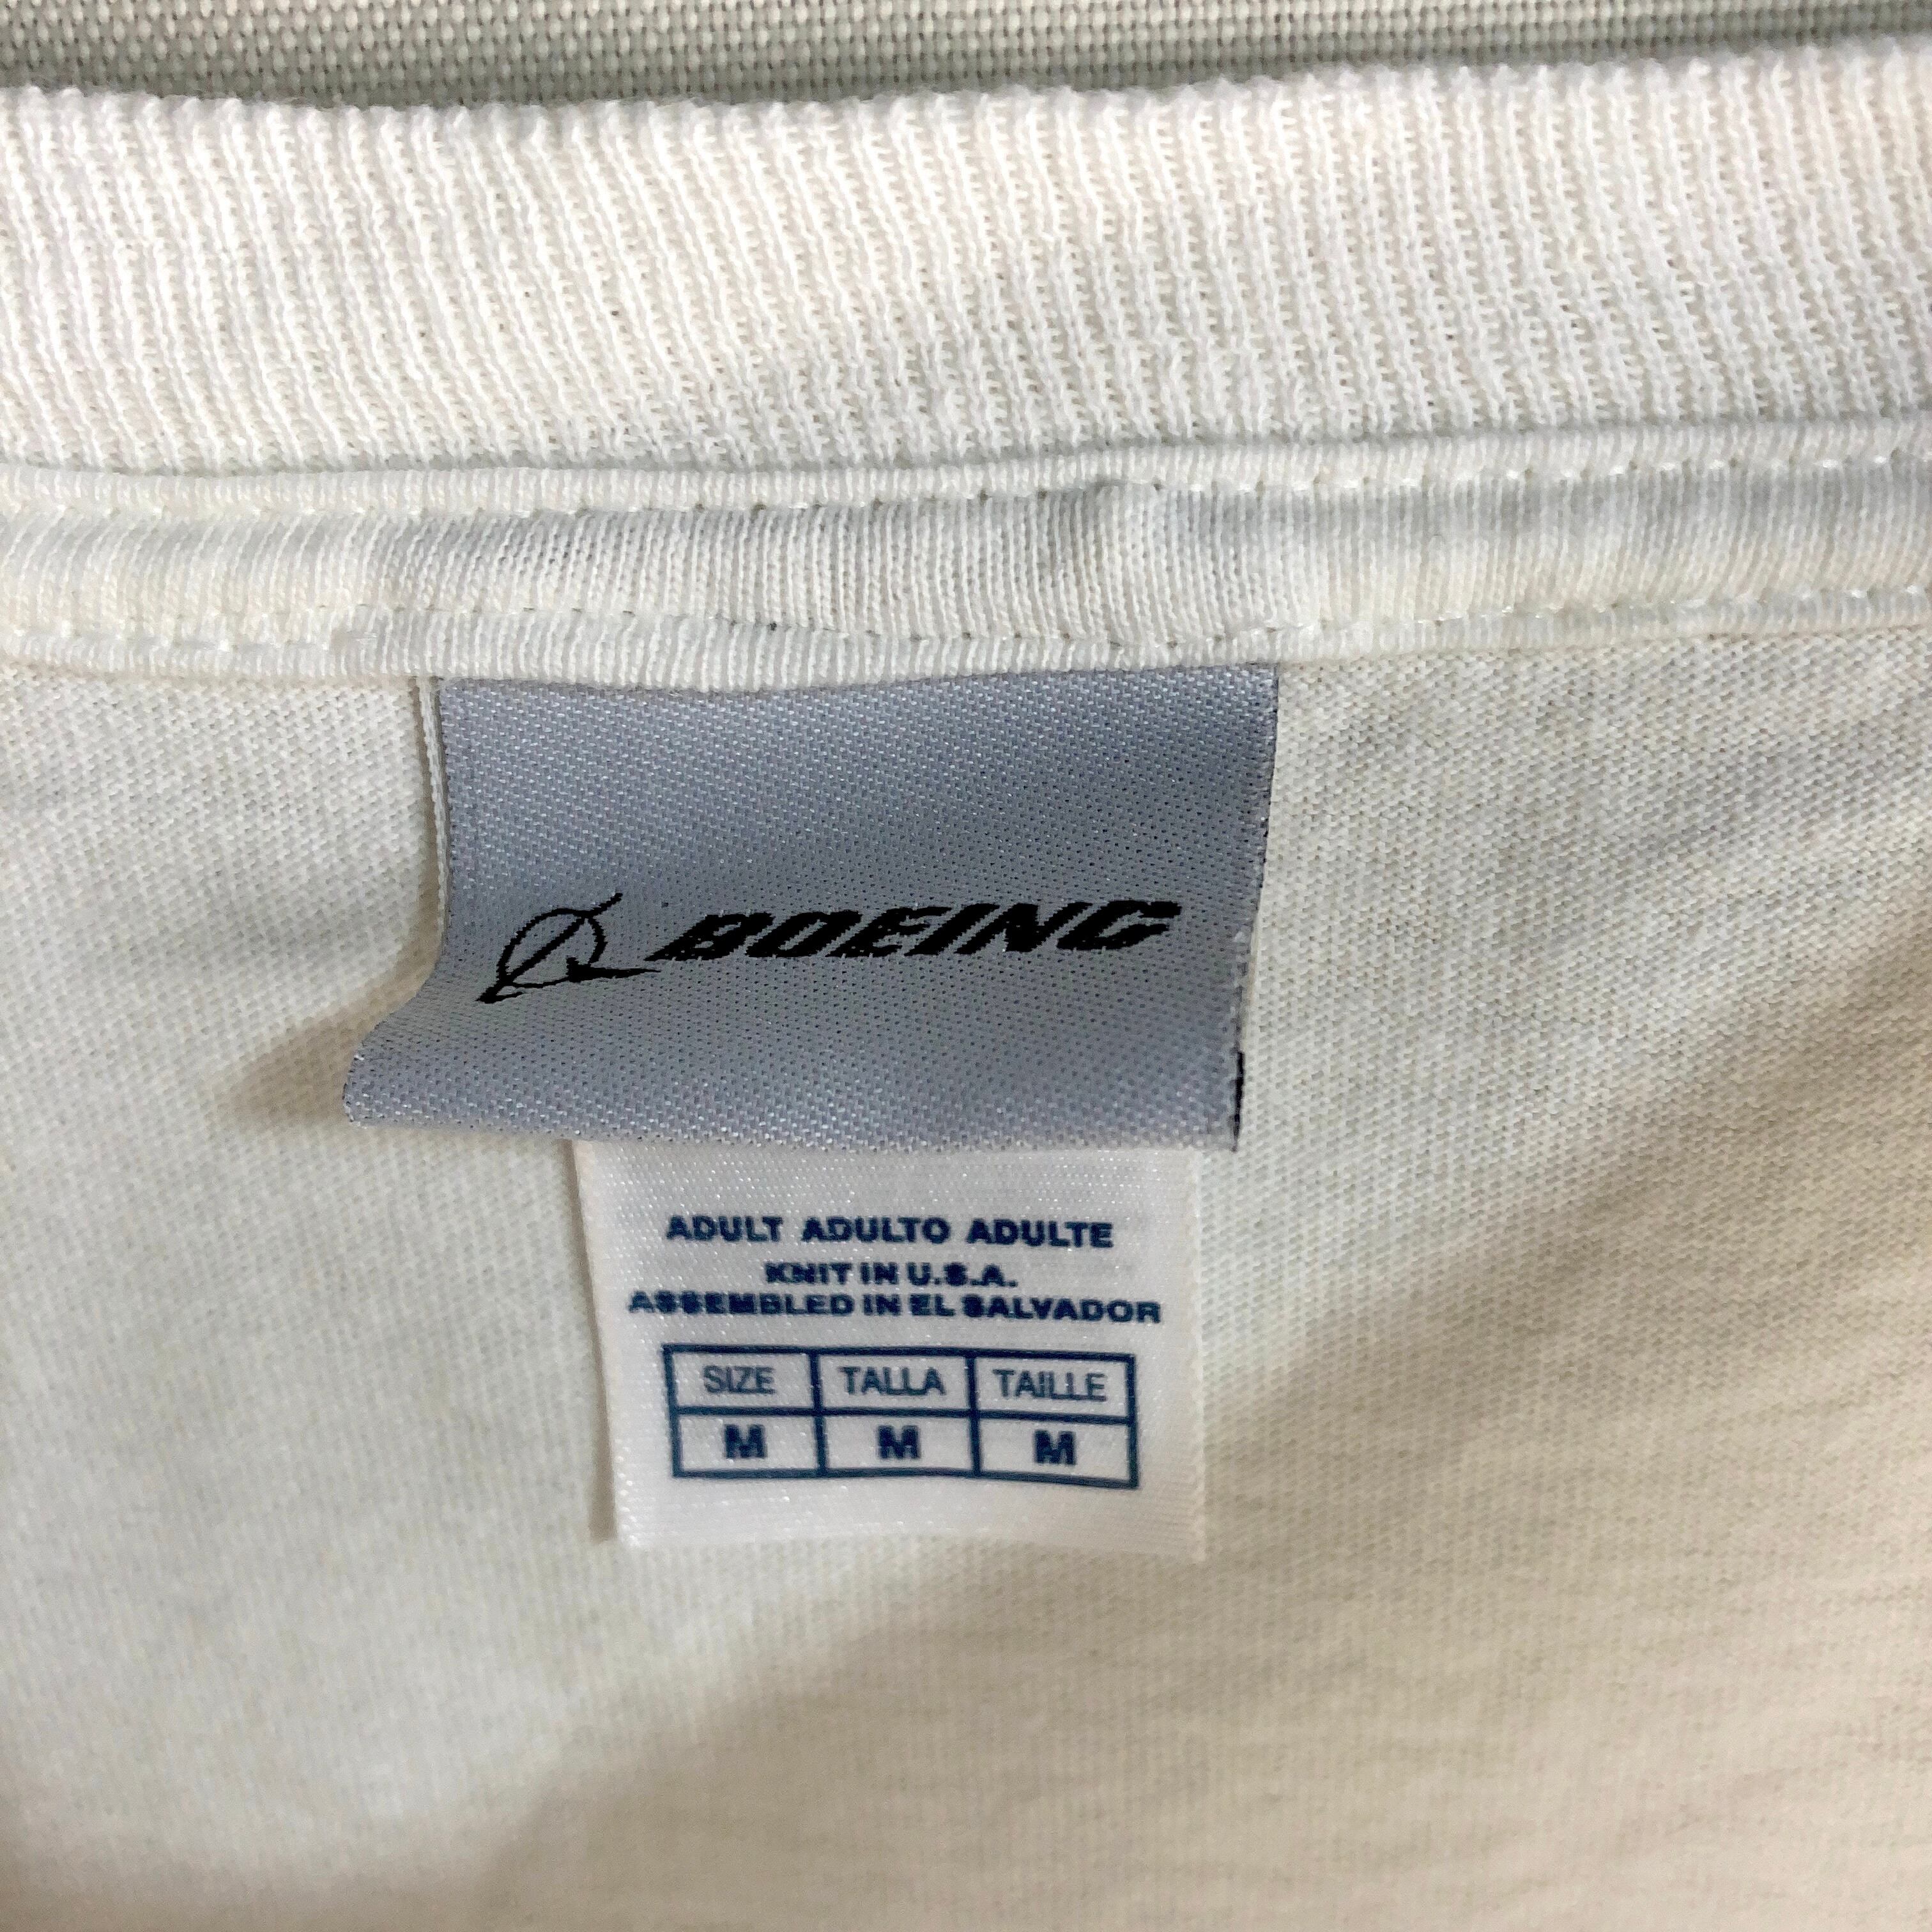 BOEING
ADULT ADULTO ADULTE
KNIT IN U.S.A.
ASSEMBLED IN EL SALVADOR
SIZE TALLA TAILLE
M M M